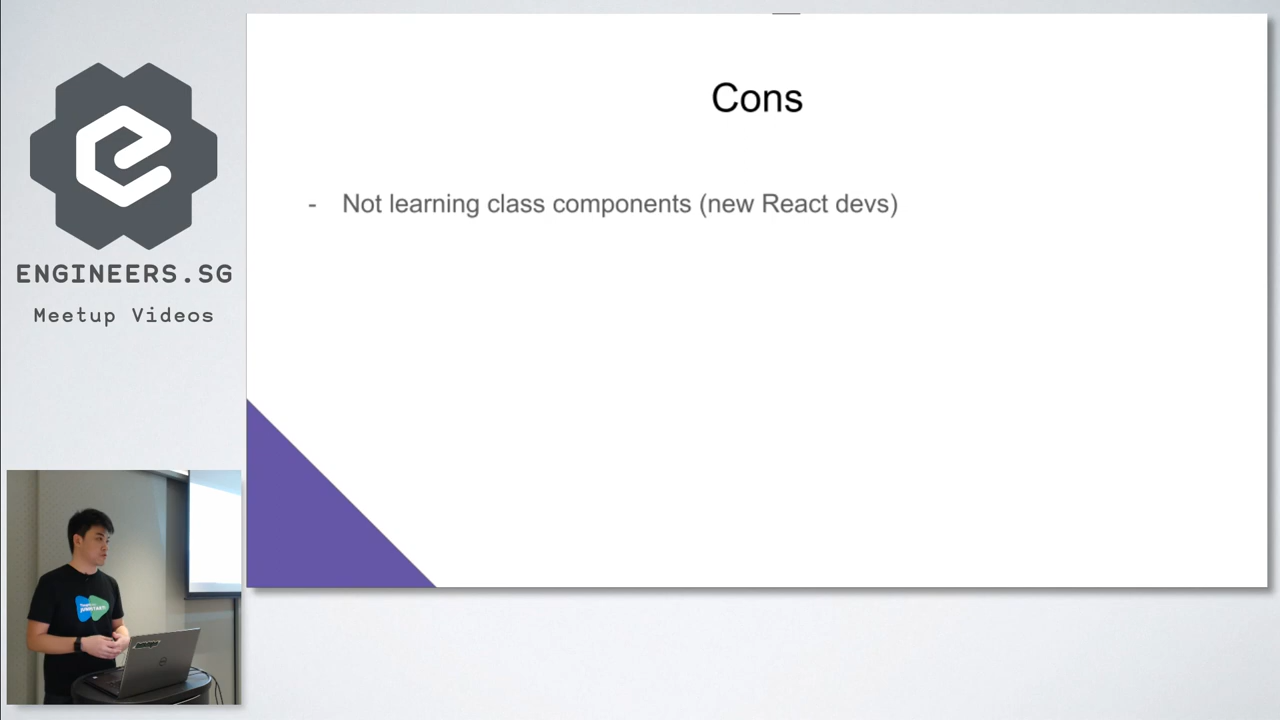 Cons
- Not learning class components (new React devs)
ENGINEERS.SG
Meetup Videos